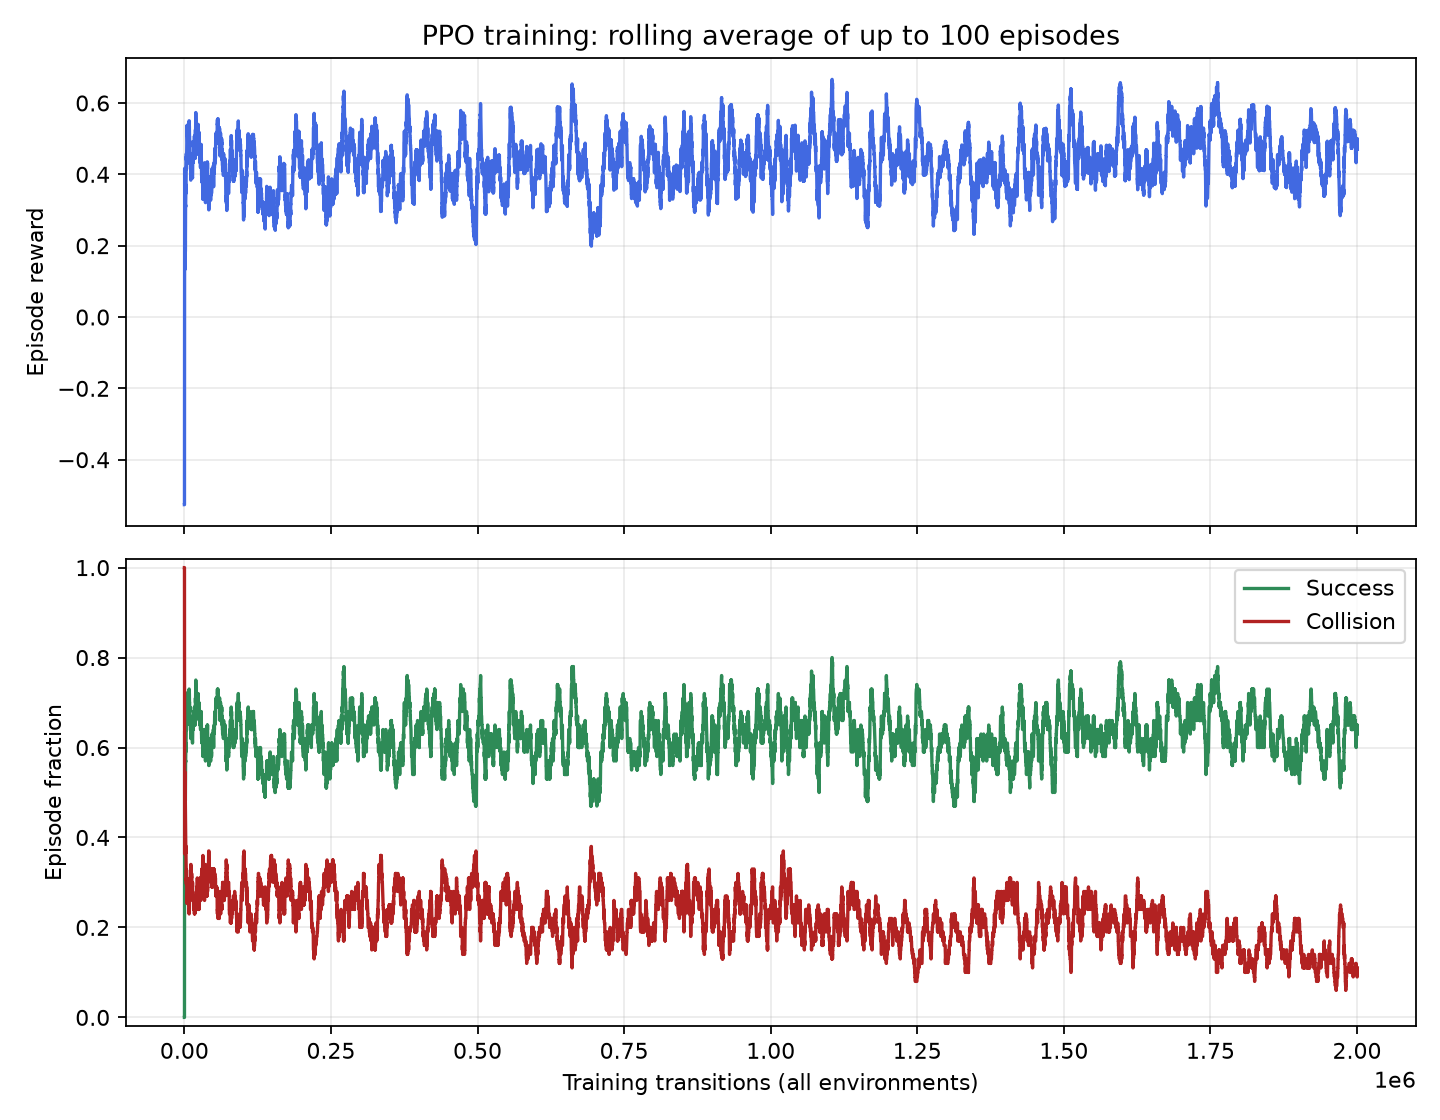 PPO training: rolling average of up to 100 episodes
0.6
0.4
0.2
0.0
−0.2
−0.4
Episode reward
1.0
0.8
0.6
0.4
0.2
0.0
Episode fraction
Success
Collision
0.00 0.25 0.50 0.75 1.00 1.25 1.50 1.75 2.00
1e6
Training transitions (all environments)